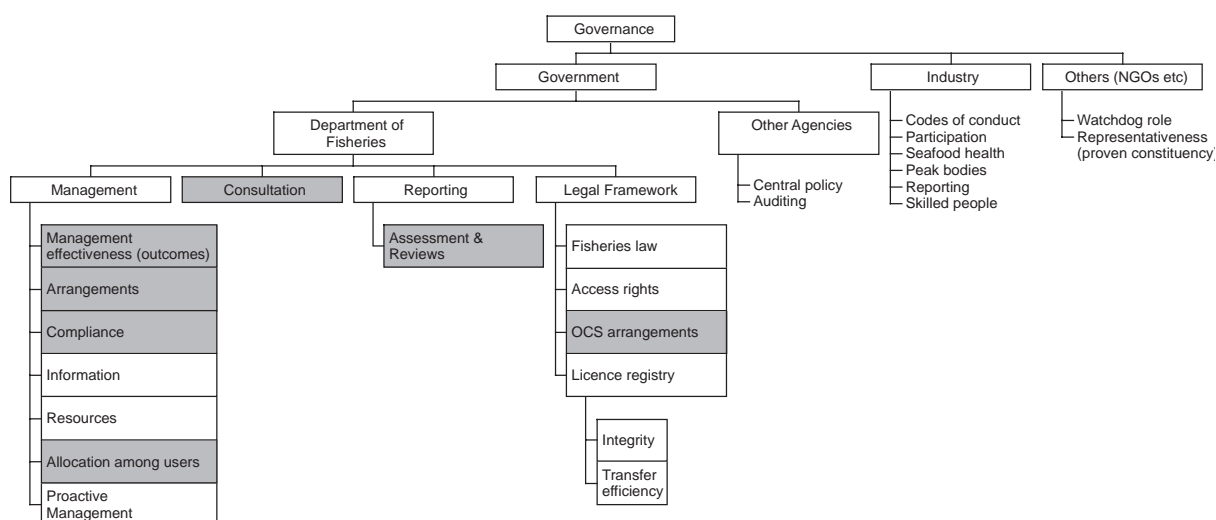 Governance
Government
Industry
Others (NGOs etc)
Department of
Fisheries
Other Agencies
Codes of conduct
Participation
Seafood health
Peak bodies
Reporting
Skilled people
Watchdog role
Representativeness
(proven constituency)
Central policy
Auditing
Management
Consultation
Reporting
Legal Framework
Management
effectiveness (outcomes)
Arrangements
Compliance
Information
Resources
Allocation among users
Proactive
Management
Assessment &
Reviews
Fisheries law
Access rights
OCS arrangements
Licence registry
Integrity
Transfer
efficiency